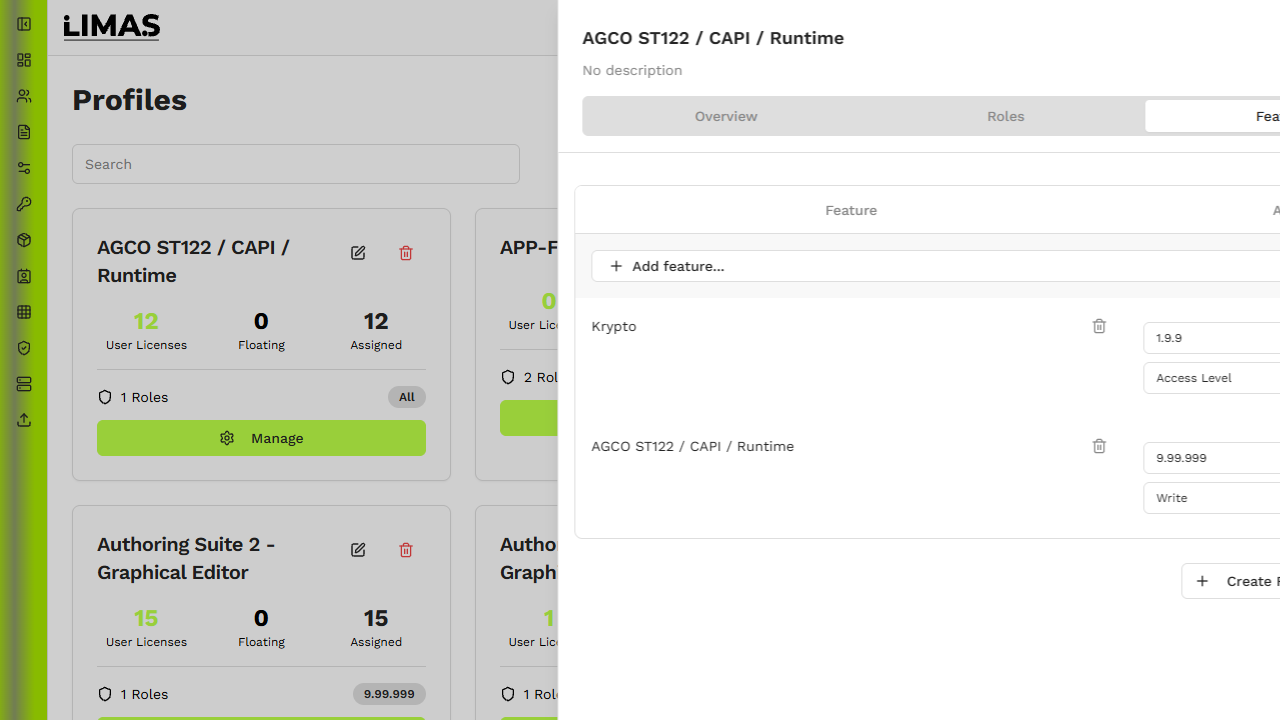 LIMAS
Profiles
Search
AGCO ST122 / CAPI /
Runtime
12 0 12
User Licenses Floating Assigned
1 Roles All
Manage
APP-F
0
User Lic
2 Rol
Authoring Suite 2 -
Graphical Editor
15 0 15
User Licenses Floating Assigned
1 Roles 9.99.999
Autho
Graph
1
User Lic
1 Rol
AGCO ST122 / CAPI / Runtime
No description
Overview Roles Fea
Feature A
Add feature...
Krypto
1.9.9
Access Level
AGCO ST122 / CAPI / Runtime
9.99.999
Write
Create F